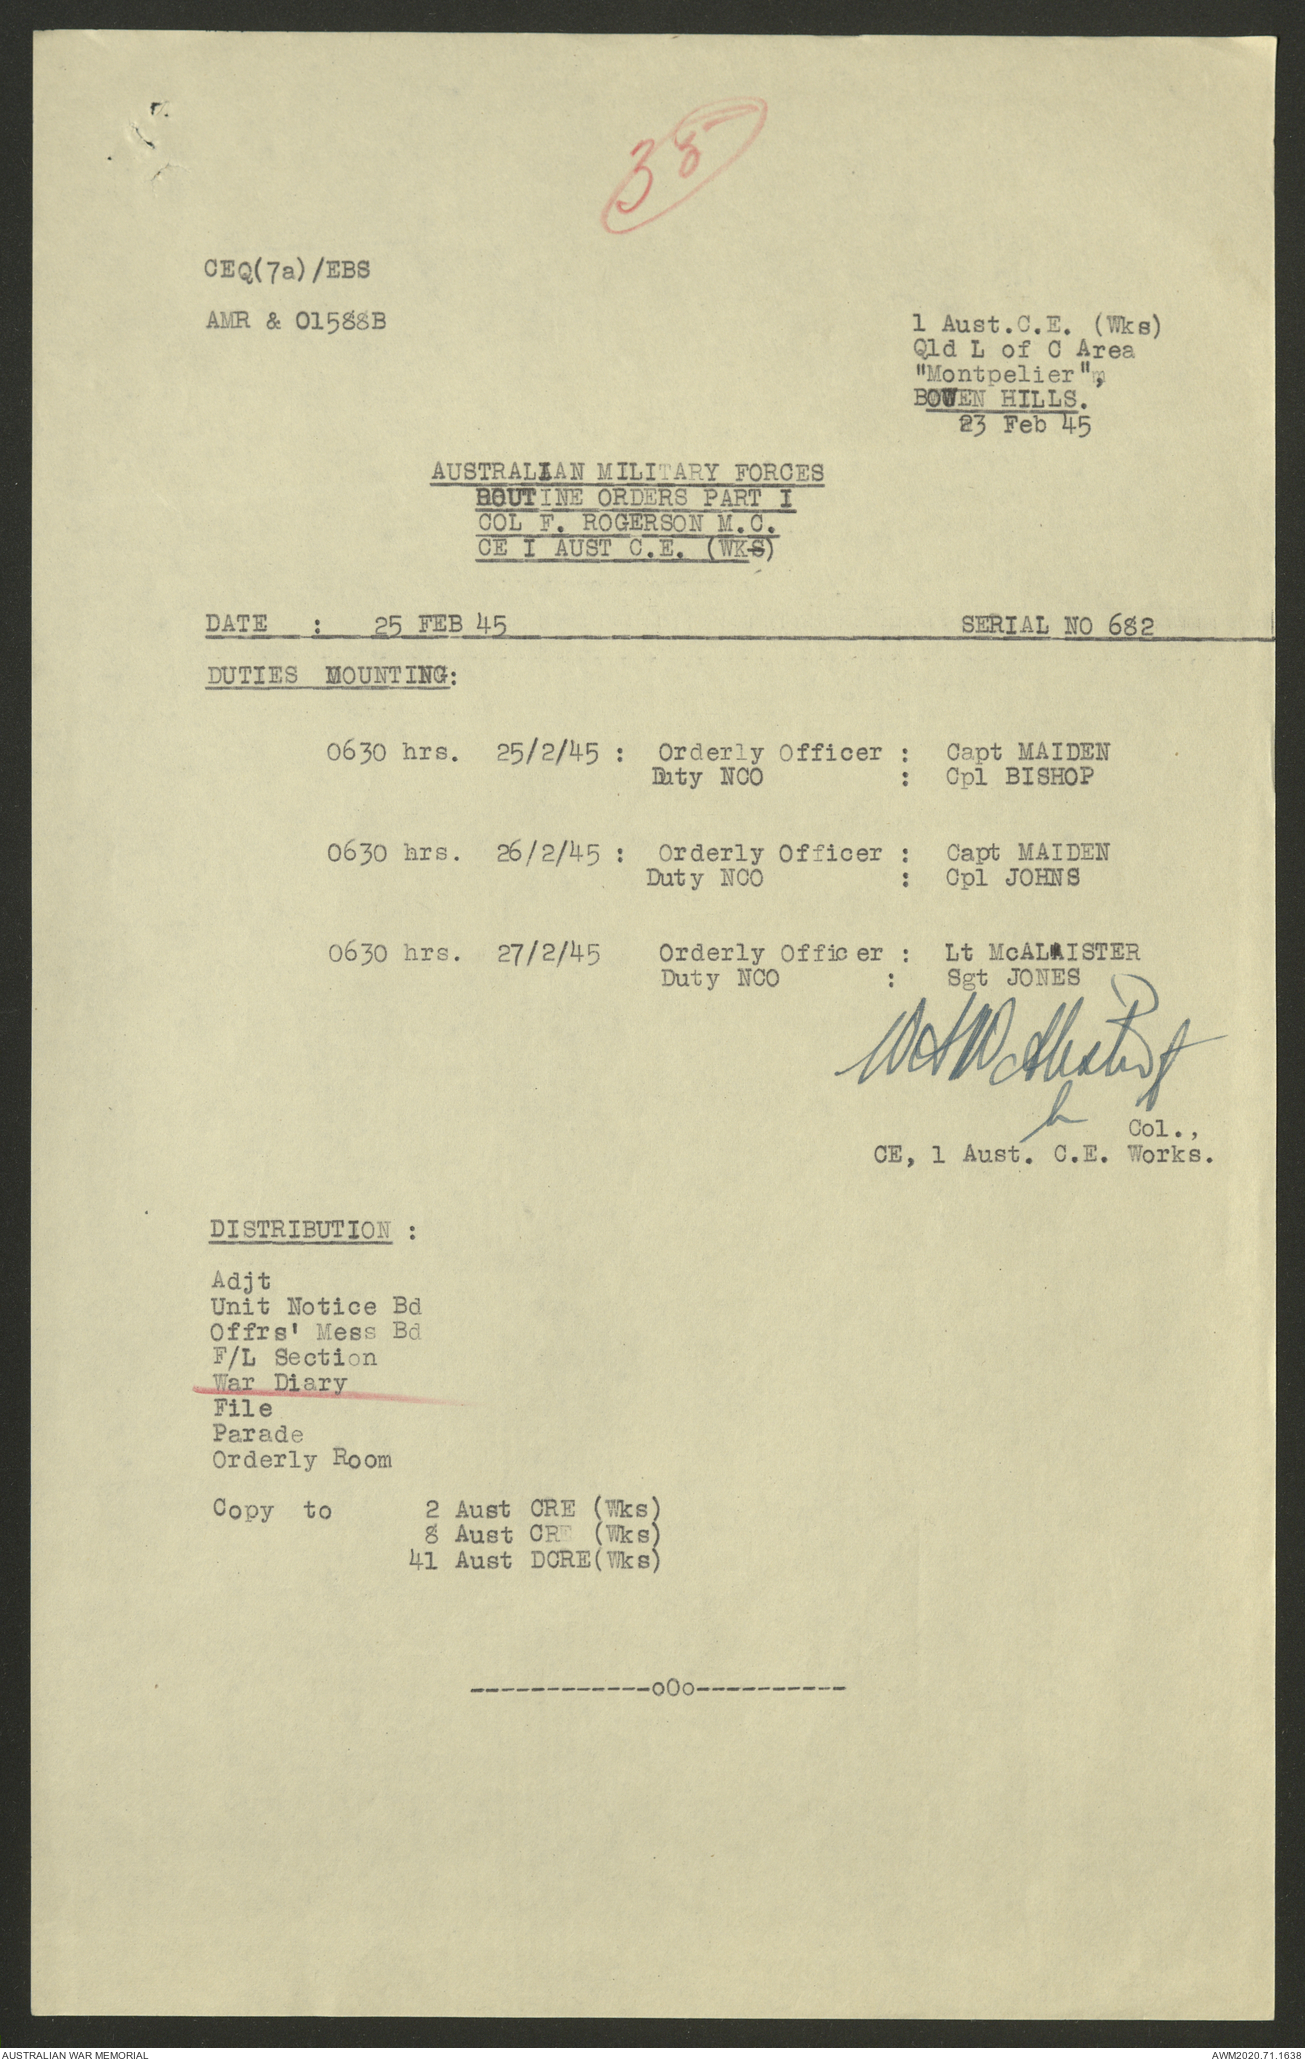 38
CEQ(7a)/EBS
AMR & 01588B
1 Aust.C.E. (Wks)
Qld L of C Area
"Montpelier",
BOWEN HILLS.
23 Feb 45
AUSTRALIAN MILITARY FORCES
ROUTINE ORDERS PART I
COL F. ROGERSON M.C.
CE I AUST C.E. (WKS)
DATE : 25 FEB 45 SERIAL NO 682
DUTIES MOUNTING:
0630 hrs. 25/2/45 : Orderly Officer : Capt MAIDEN
Duty NCO : Cpl BISHOP
0630 hrs. 26/2/45 : Orderly Officer : Capt MAIDEN
Duty NCO : Cpl JOHNS
0630 hrs. 27/2/45 Orderly Officer : Lt McALAISTER
Duty NCO : Sgt JONES
Col.,
CE, 1 Aust. C.E. Works.
DISTRIBUTION :
Adjt
Unit Notice Bd
Offrs' Mess Bd
F/L Section
War Diary
File
Parade
Orderly Room
Copy to 2 Aust CRE (Wks)
8 Aust CRE (Wks)
41 Aust DCRE(Wks)
------------oOo----------
AUSTRALIAN WAR MEMORIAL
AWM2020.71.1638